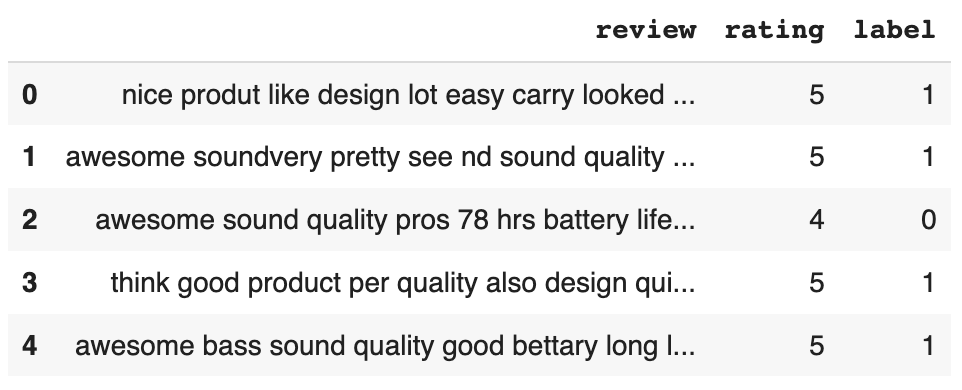 review rating label
0 nice produt like design lot easy carry looked ... 5 1
1 awesome soundvery pretty see nd sound quality ... 5 1
2 awesome sound quality pros 78 hrs battery life... 4 0
3 think good product per quality also design qui... 5 1
4 awesome bass sound quality good bettary long l... 5 1